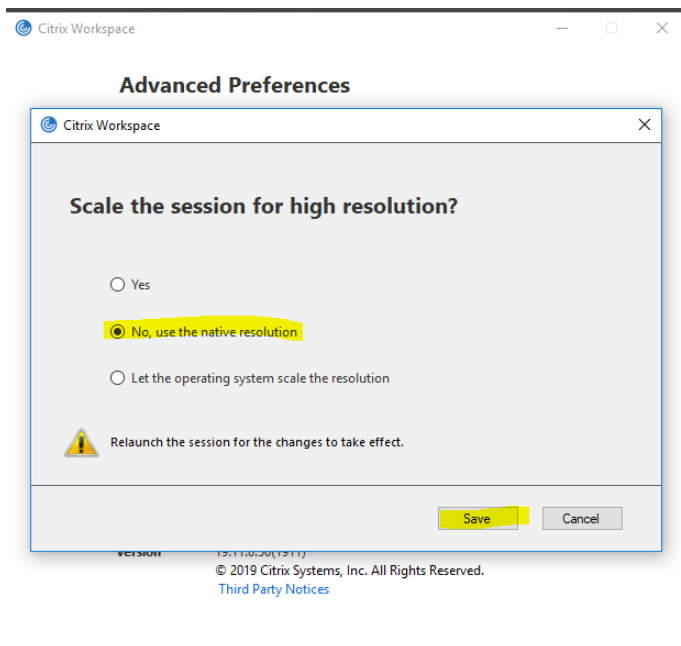 Citrix Workspace
Advanced Preferences
Citrix Workspace
Scale the session for high resolution?
Yes
No, use the native resolution
Let the operating system scale the resolution
Relaunch the session for the changes to take effect.
Save Cancel
Version
© 2019 Citrix Systems, Inc. All Rights Reserved.
Third Party Notices